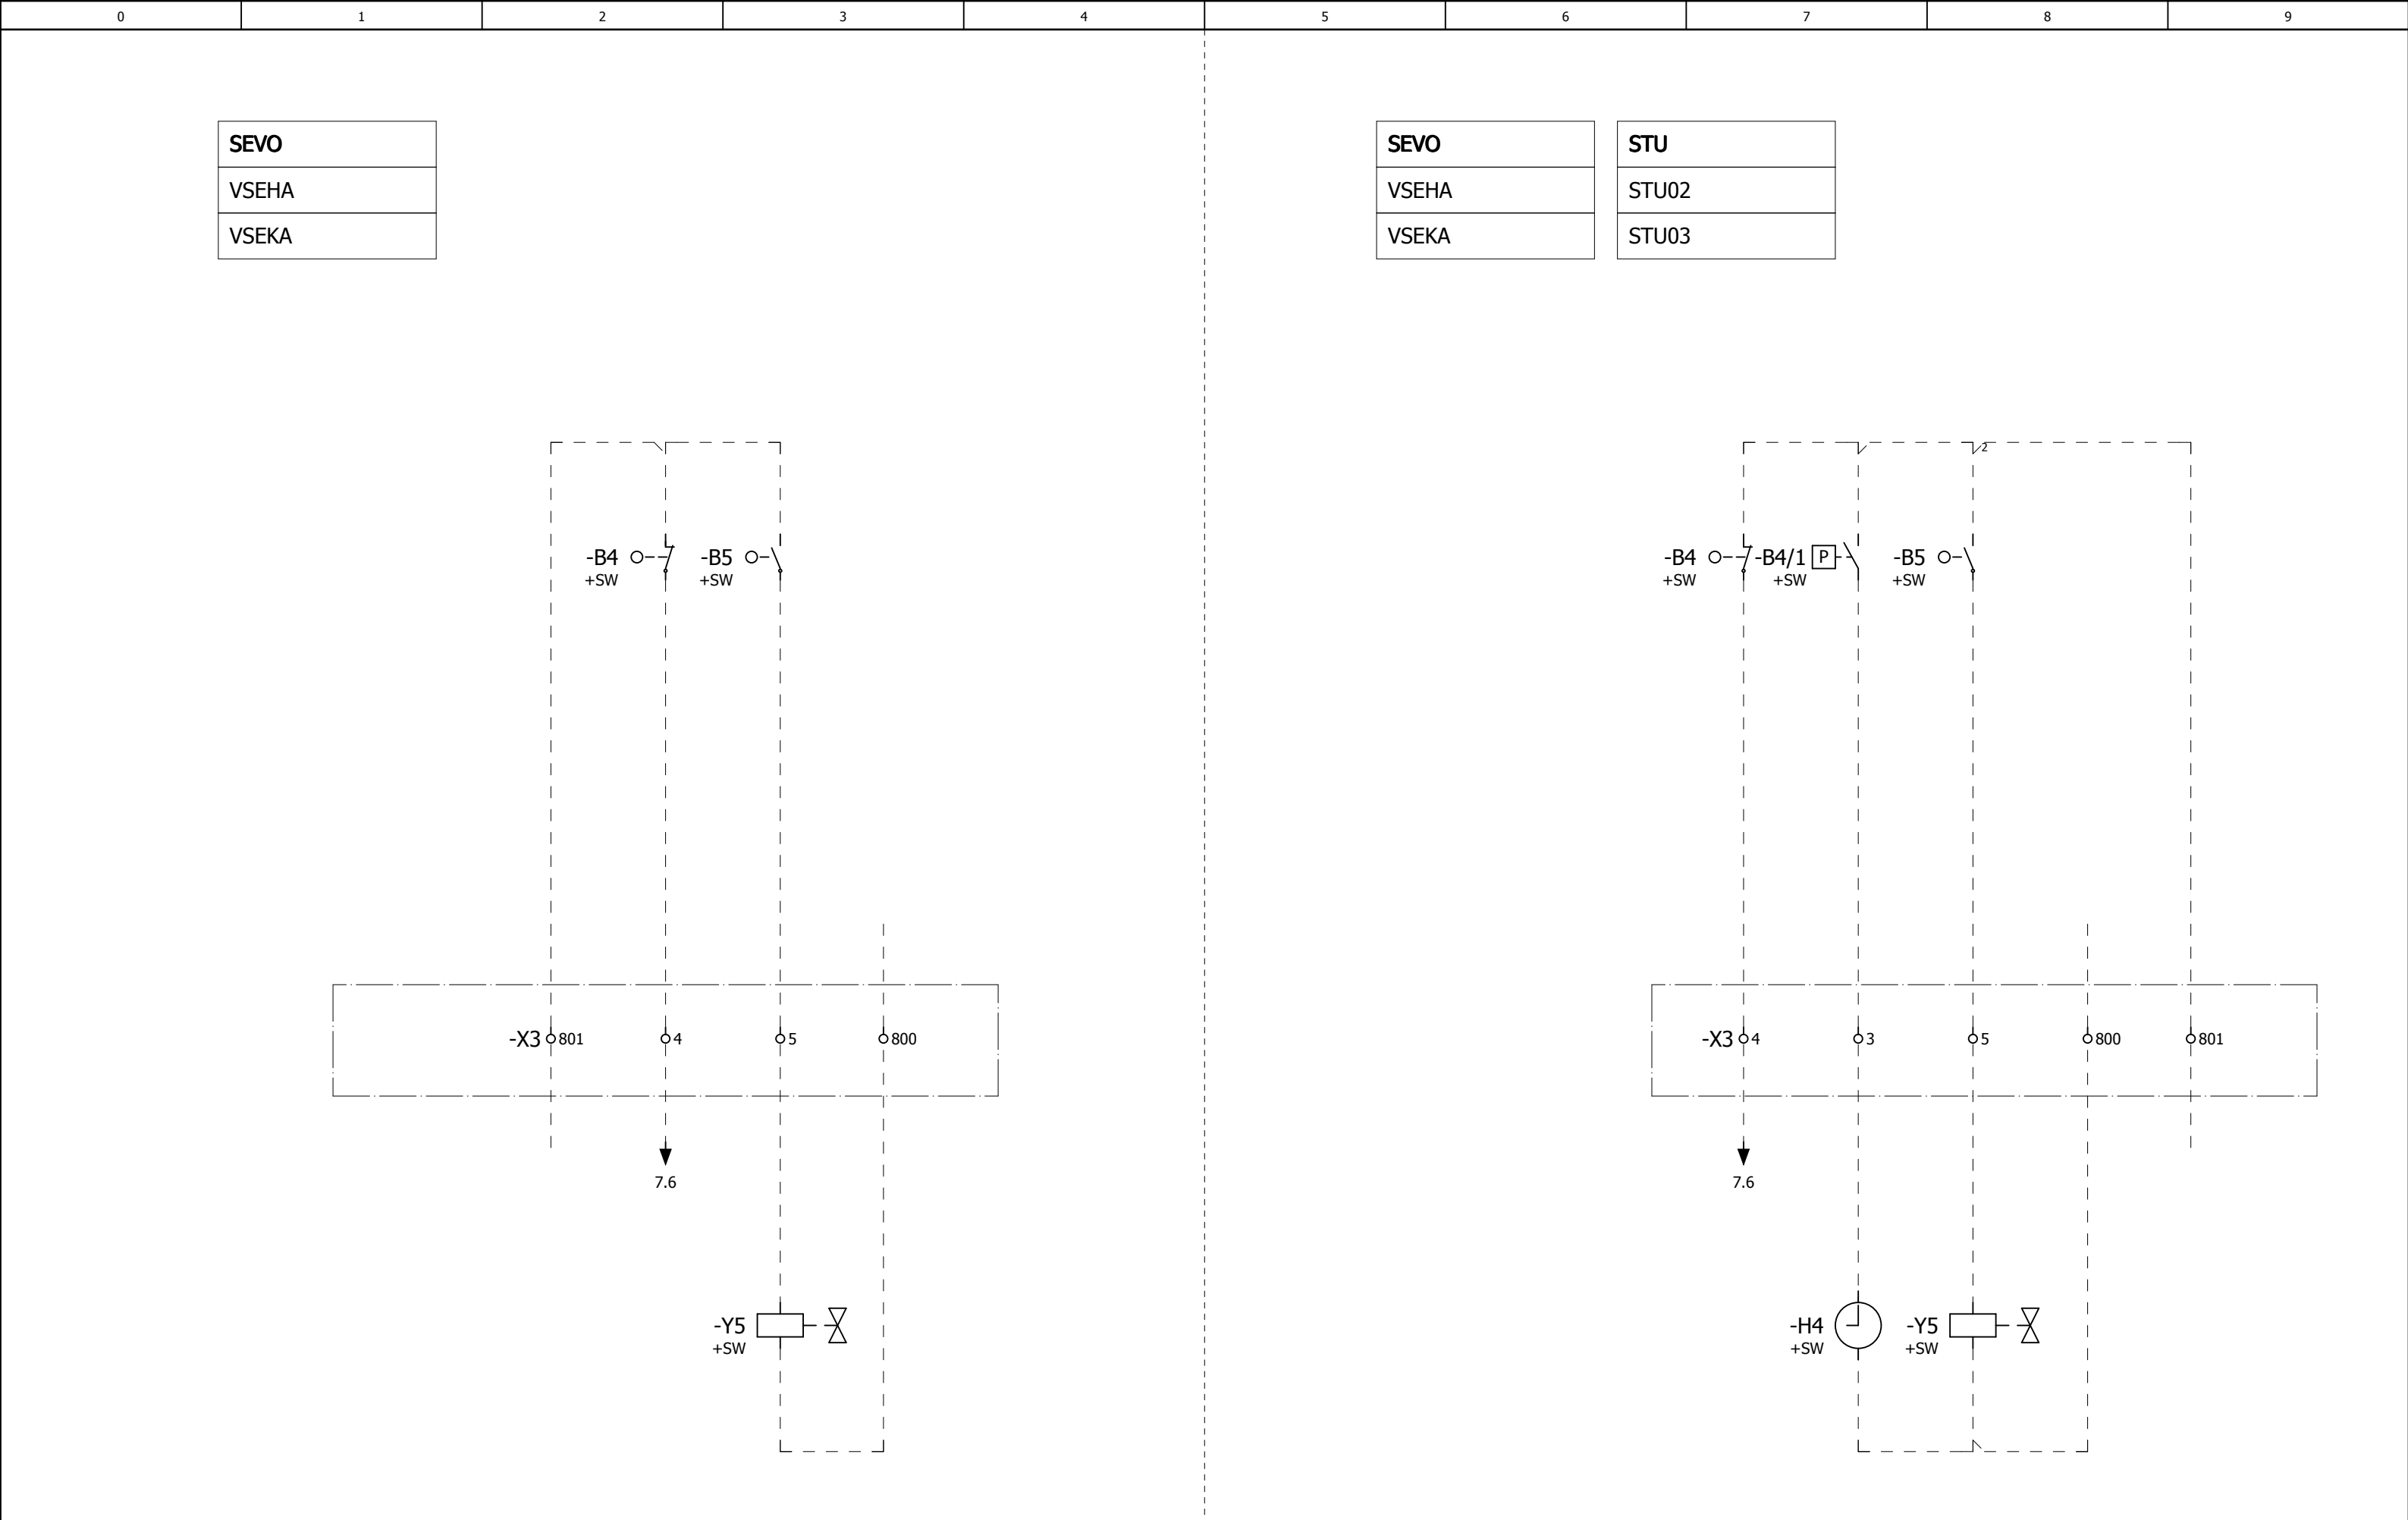 0 1 2 3 4 5 6 7 8 9
SEVO
VSEHA
VSEKA
SEVO STU
VSEHA STU02
VSEKA STU03
2
-B4 -B5
+SW +SW
-B4 -B4/1 P -B5
+SW +SW +SW
-X3 801 4 5 800
-X3 4 3 5 800 801
7.6
7.6
-Y5
+SW
-H4 -Y5
+SW +SW